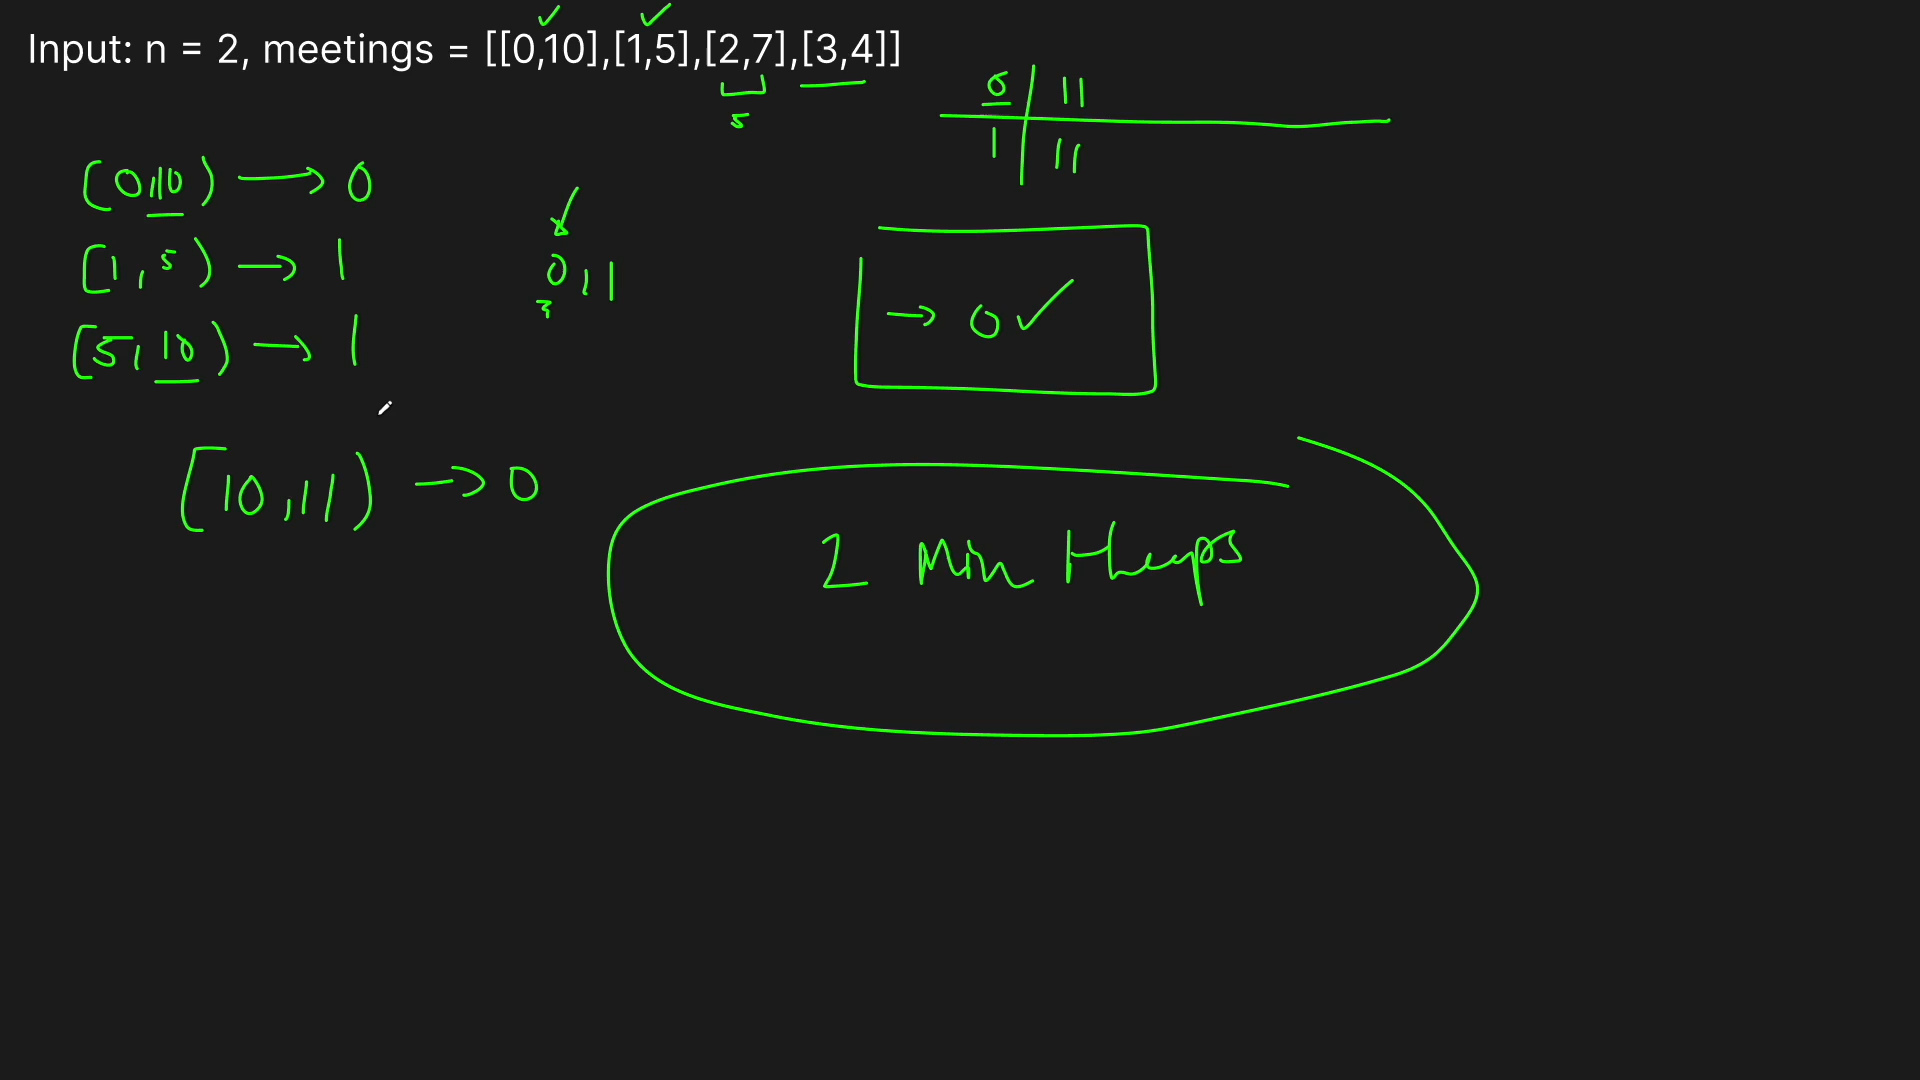 Input: n = 2, meetings = [[0,10],[1,5],[2,7],[3,4]]
5
0 | 11
1 | 11
[0,10) → 0
[1,5) → 1
[5,10) → 1
0,1
→ 0 ✓
[10,11) → 0
2 Min Heaps